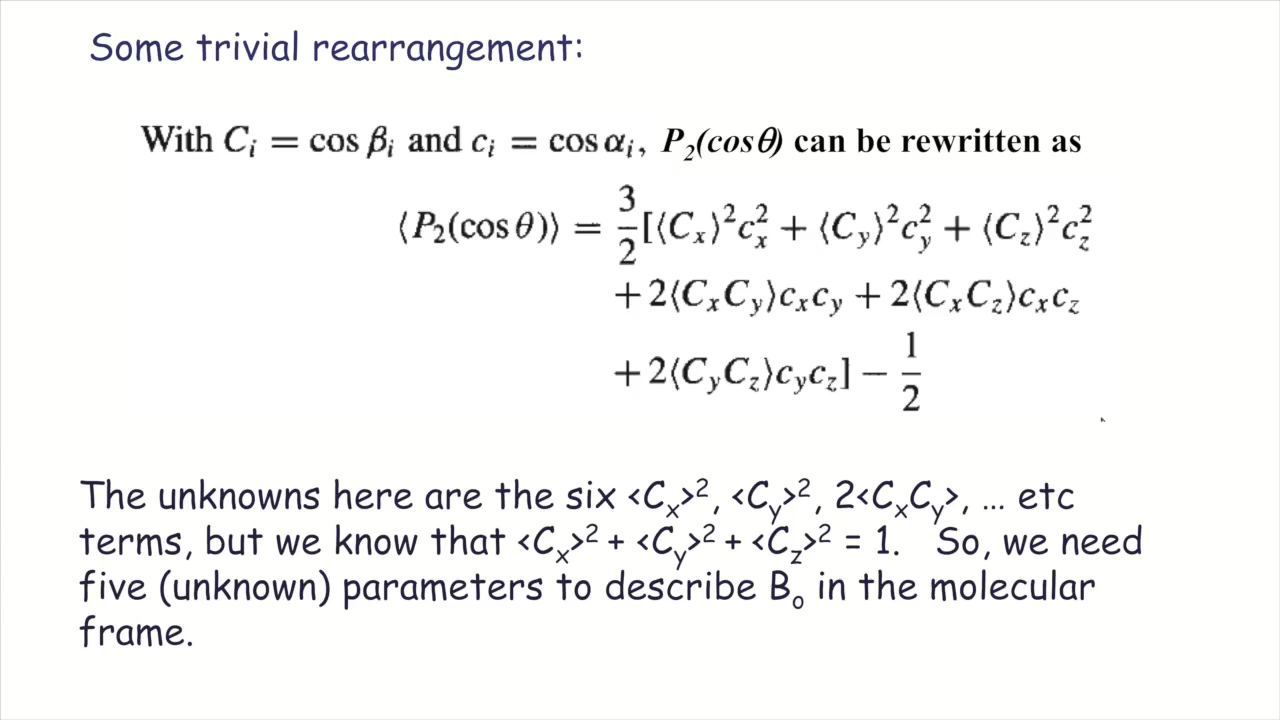 Some trivial rearrangement:
With Cᵢ = cos βᵢ and cᵢ = cos αᵢ, P₂(cosθ) can be rewritten as
⟨P₂(cos θ)⟩ = 3/2 [⟨Cₓ⟩²cₓ² + ⟨C_y⟩²c_y² + ⟨C_z⟩²c_z²
+ 2⟨CₓC_y⟩cₓc_y + 2⟨CₓC_z⟩cₓc_z
+ 2⟨C_yC_z⟩c_yc_z] − 1/2
The unknowns here are the six <Cₓ>², <C_y>², 2<CₓC_y>, … etc
terms, but we know that <Cₓ>² + <C_y>² + <C_z>² = 1. So, we need
five (unknown) parameters to describe Bₒ in the molecular
frame.